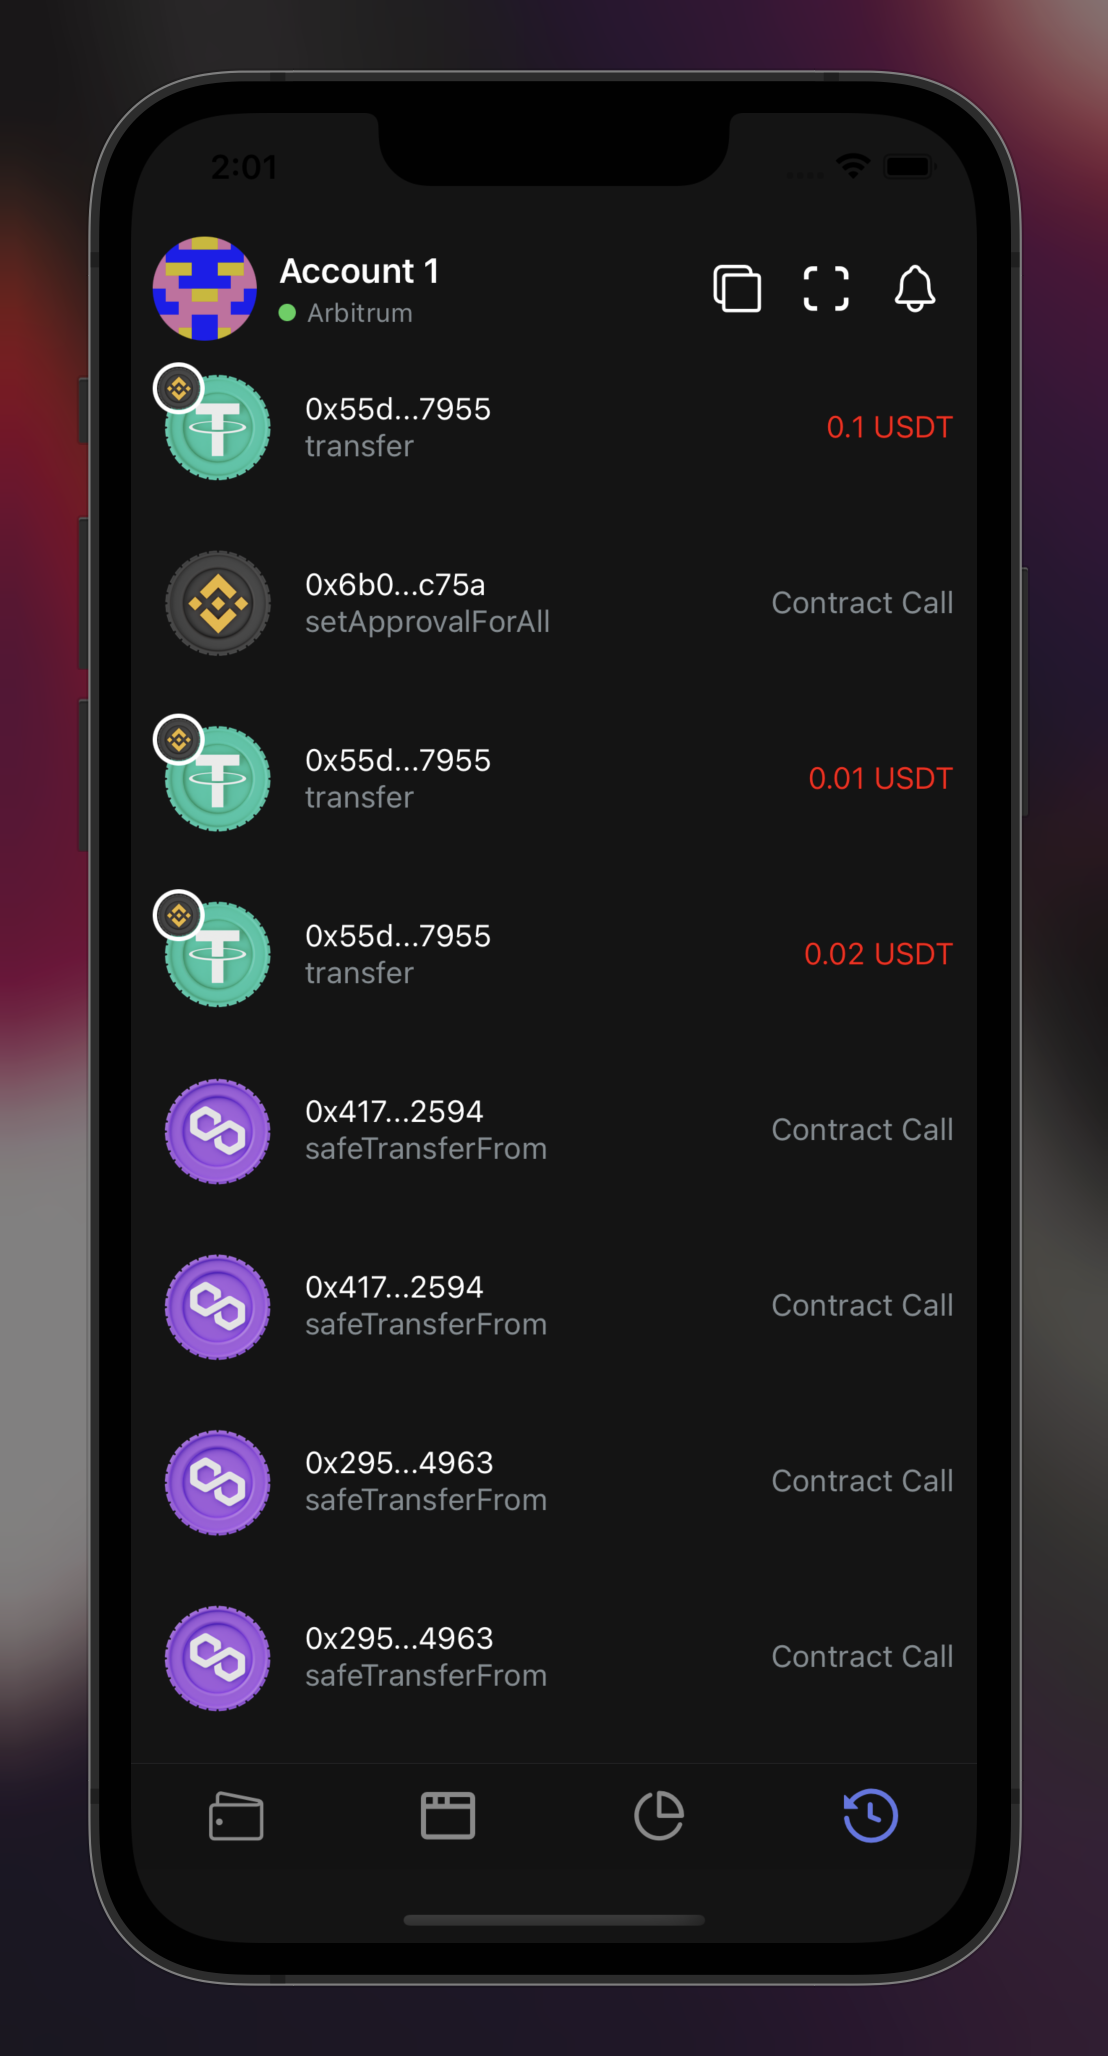 2:01
Account 1
Arbitrum
0x55d...7955
transfer
0.1 USDT
0x6b0...c75a
setApprovalForAll
Contract Call
0x55d...7955
transfer
0.01 USDT
0x55d...7955
transfer
0.02 USDT
0x417...2594
safeTransferFrom
Contract Call
0x417...2594
safeTransferFrom
Contract Call
0x295...4963
safeTransferFrom
Contract Call
0x295...4963
safeTransferFrom
Contract Call